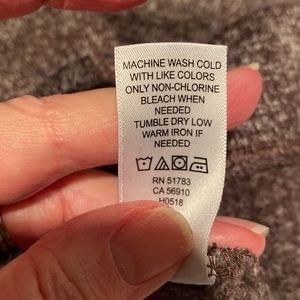 MACHINE WASH COLD
WITH LIKE COLORS
ONLY NON-CHLORINE
BLEACH WHEN
NEEDED
TUMBLE DRY LOW
WARM IRON IF
NEEDED
RN 51783
CA 56910
H0518